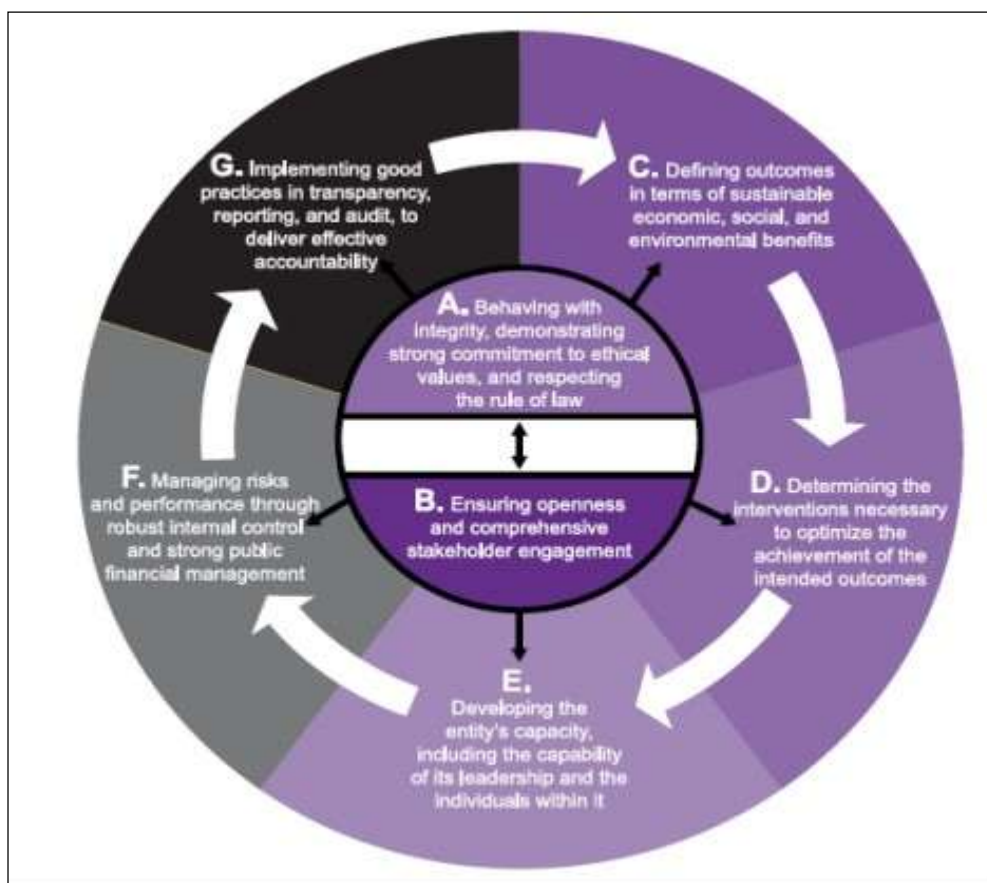 G. Implementing good
practices in transparency,
reporting, and audit, to
deliver effective
accountability
C. Defining outcomes
in terms of sustainable
economic, social, and
environmental benefits
A. Behaving with
integrity, demonstrating
strong commitment to ethical
values, and respecting
the rule of law
B. Ensuring openness
and comprehensive
stakeholder engagement
D. Determining the
interventions necessary
to optimize the
achievement of the
intended outcomes
E.
Developing the
entity's capacity,
including the capability
of its leadership and the
individuals within it
F. Managing risks
and performance through
robust internal control
and strong public
financial management